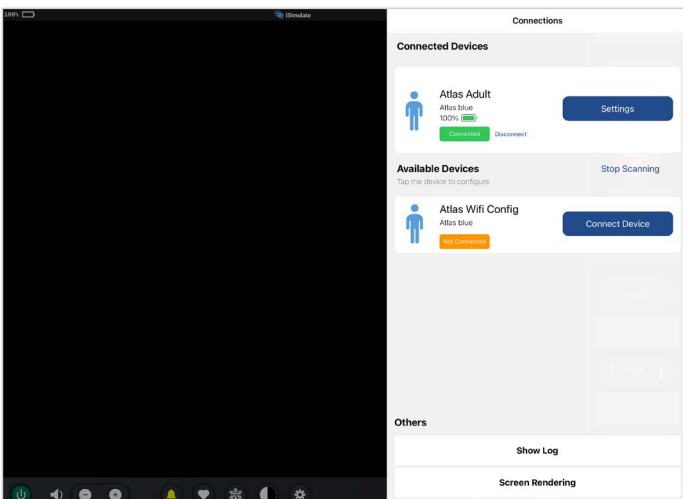 100%
iSimulate
Connections
Connected Devices
Atlas Adult
Atlas blue
100%
Connected
Disconnect
Settings
Available Devices
Stop Scanning
Tap the device to configure
Atlas Wifi Config
Atlas blue
Not Connected
Connect Device
Others
Show Log
Screen Rendering